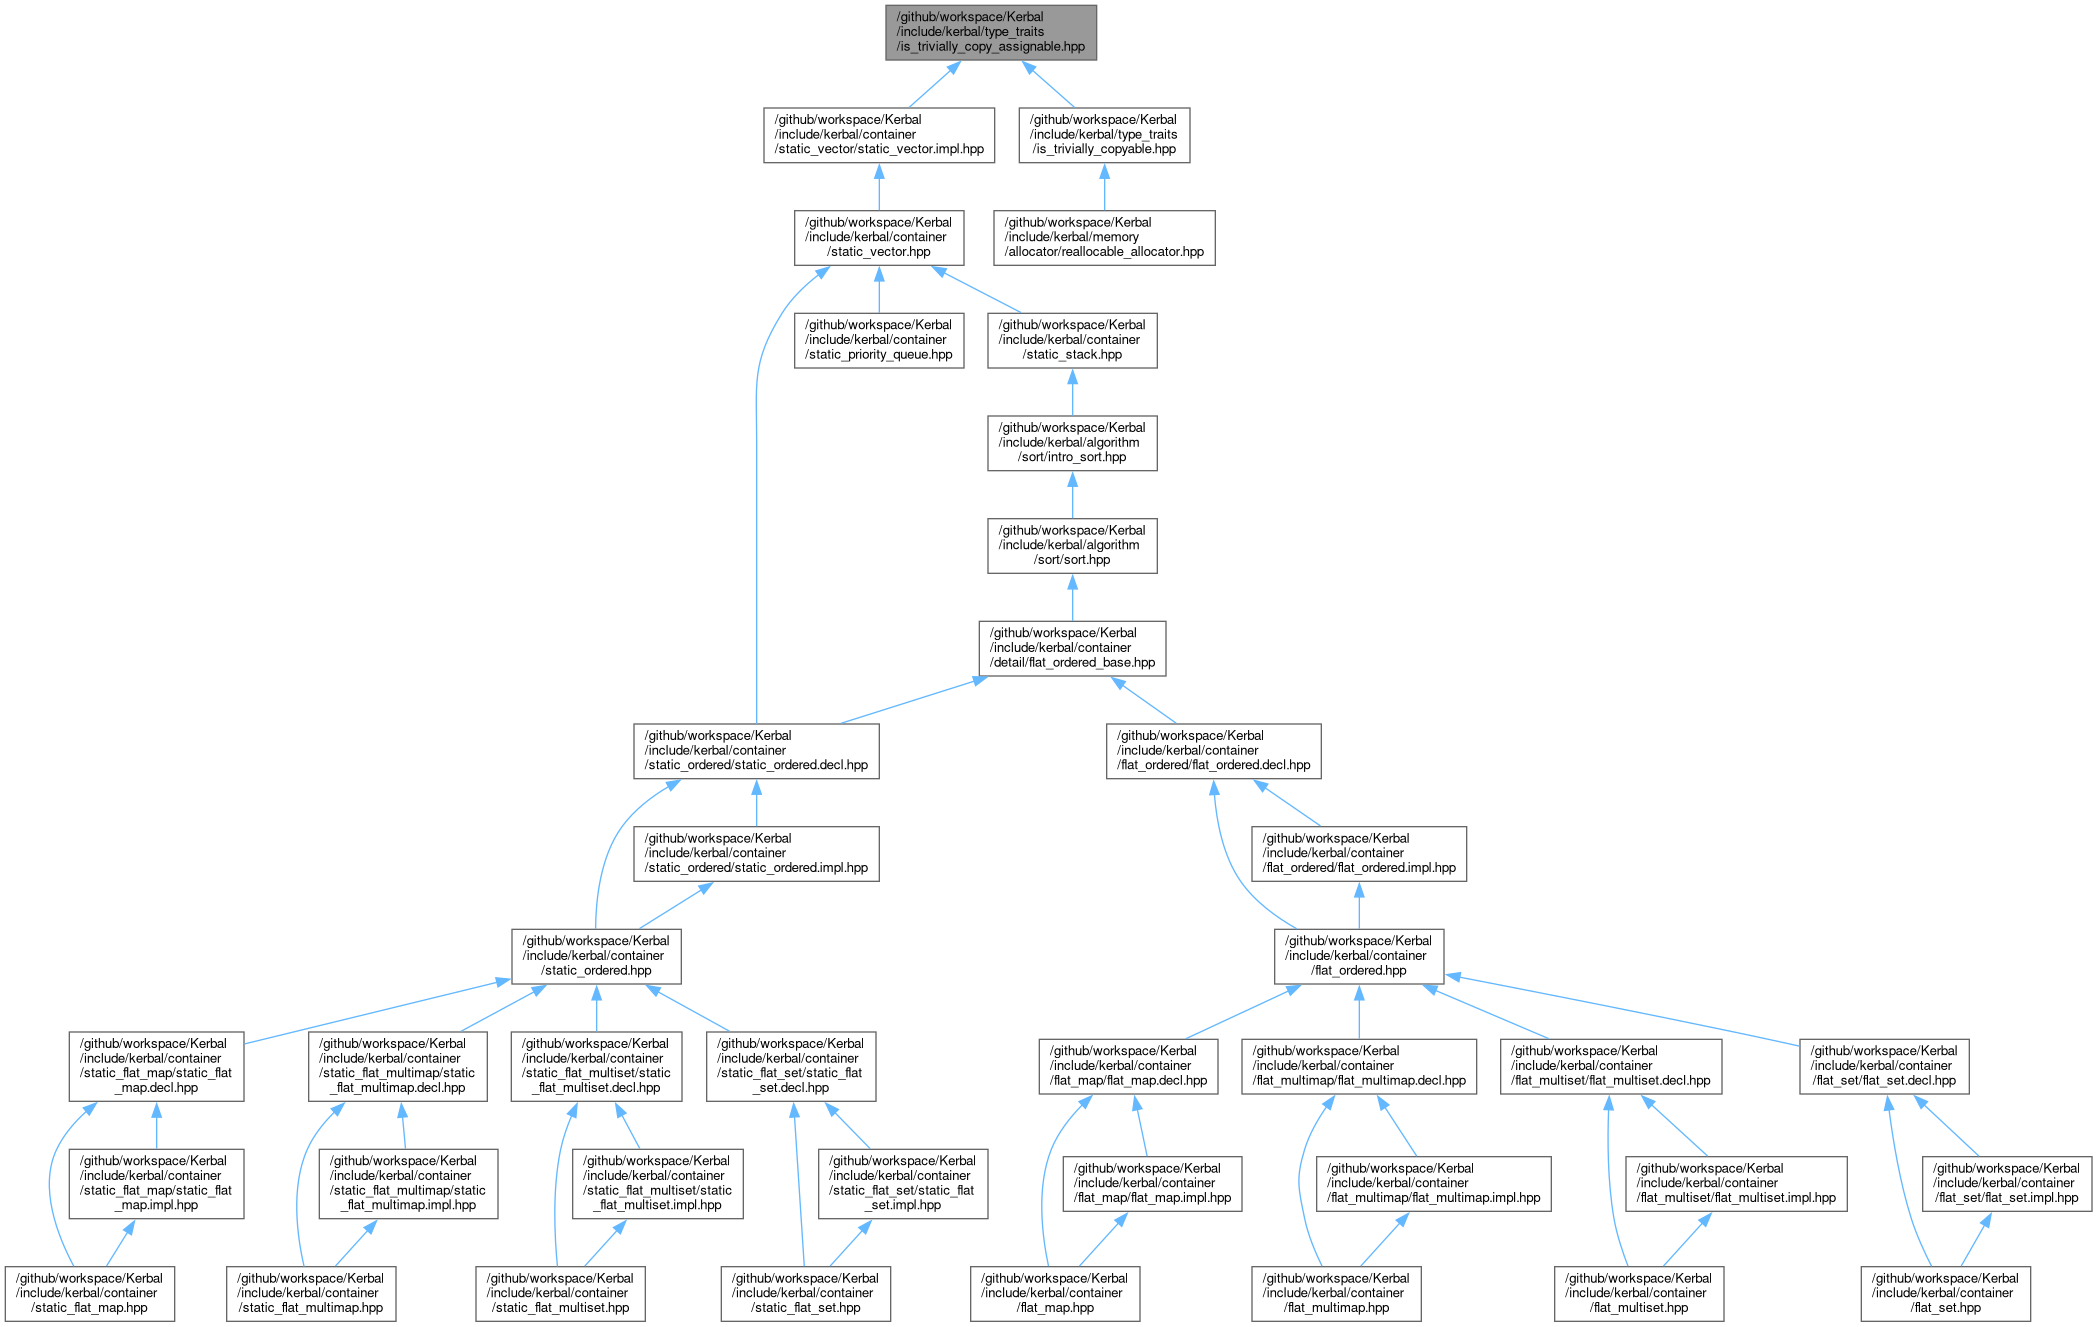 /github/workspace/Kerbal
/include/kerbal/type_traits
/is_trivially_copy_assignable.hpp
/github/workspace/Kerbal
/include/kerbal/container
/static_vector/static_vector.impl.hpp
/github/workspace/Kerbal
/include/kerbal/type_traits
/is_trivially_copyable.hpp
/github/workspace/Kerbal
/include/kerbal/container
/static_vector.hpp
/github/workspace/Kerbal
/include/kerbal/memory
/allocator/reallocable_allocator.hpp
/github/workspace/Kerbal
/include/kerbal/container
/static_priority_queue.hpp
/github/workspace/Kerbal
/include/kerbal/container
/static_stack.hpp
/github/workspace/Kerbal
/include/kerbal/algorithm
/sort/intro_sort.hpp
/github/workspace/Kerbal
/include/kerbal/algorithm
/sort/sort.hpp
/github/workspace/Kerbal
/include/kerbal/container
/detail/flat_ordered_base.hpp
/github/workspace/Kerbal
/include/kerbal/container
/static_ordered/static_ordered.decl.hpp
/github/workspace/Kerbal
/include/kerbal/container
/flat_ordered/flat_ordered.decl.hpp
/github/workspace/Kerbal
/include/kerbal/container
/static_ordered/static_ordered.impl.hpp
/github/workspace/Kerbal
/include/kerbal/container
/flat_ordered/flat_ordered.impl.hpp
/github/workspace/Kerbal
/include/kerbal/container
/static_ordered.hpp
/github/workspace/Kerbal
/include/kerbal/container
/flat_ordered.hpp
/github/workspace/Kerbal
/include/kerbal/container
/static_flat_map/static_flat
_map.decl.hpp
/github/workspace/Kerbal
/include/kerbal/container
/static_flat_multimap/static
_flat_multimap.decl.hpp
/github/workspace/Kerbal
/include/kerbal/container
/static_flat_multiset/static
_flat_multiset.decl.hpp
/github/workspace/Kerbal
/include/kerbal/container
/static_flat_set/static_flat
_set.decl.hpp
/github/workspace/Kerbal
/include/kerbal/container
/flat_map/flat_map.decl.hpp
/github/workspace/Kerbal
/include/kerbal/container
/flat_multimap/flat_multimap.decl.hpp
/github/workspace/Kerbal
/include/kerbal/container
/flat_multiset/flat_multiset.decl.hpp
/github/workspace/Kerbal
/include/kerbal/container
/flat_set/flat_set.decl.hpp
/github/workspace/Kerbal
/include/kerbal/container
/static_flat_map/static_flat
_map.impl.hpp
/github/workspace/Kerbal
/include/kerbal/container
/static_flat_multimap/static
_flat_multimap.impl.hpp
/github/workspace/Kerbal
/include/kerbal/container
/static_flat_multiset/static
_flat_multiset.impl.hpp
/github/workspace/Kerbal
/include/kerbal/container
/static_flat_set/static_flat
_set.impl.hpp
/github/workspace/Kerbal
/include/kerbal/container
/flat_map/flat_map.impl.hpp
/github/workspace/Kerbal
/include/kerbal/container
/flat_multimap/flat_multimap.impl.hpp
/github/workspace/Kerbal
/include/kerbal/container
/flat_multiset/flat_multiset.impl.hpp
/github/workspace/Kerbal
/include/kerbal/container
/flat_set/flat_set.impl.hpp
/github/workspace/Kerbal
/include/kerbal/container
/static_flat_map.hpp
/github/workspace/Kerbal
/include/kerbal/container
/static_flat_multimap.hpp
/github/workspace/Kerbal
/include/kerbal/container
/static_flat_multiset.hpp
/github/workspace/Kerbal
/include/kerbal/container
/static_flat_set.hpp
/github/workspace/Kerbal
/include/kerbal/container
/flat_map.hpp
/github/workspace/Kerbal
/include/kerbal/container
/flat_multimap.hpp
/github/workspace/Kerbal
/include/kerbal/container
/flat_multiset.hpp
/github/workspace/Kerbal
/include/kerbal/container
/flat_set.hpp